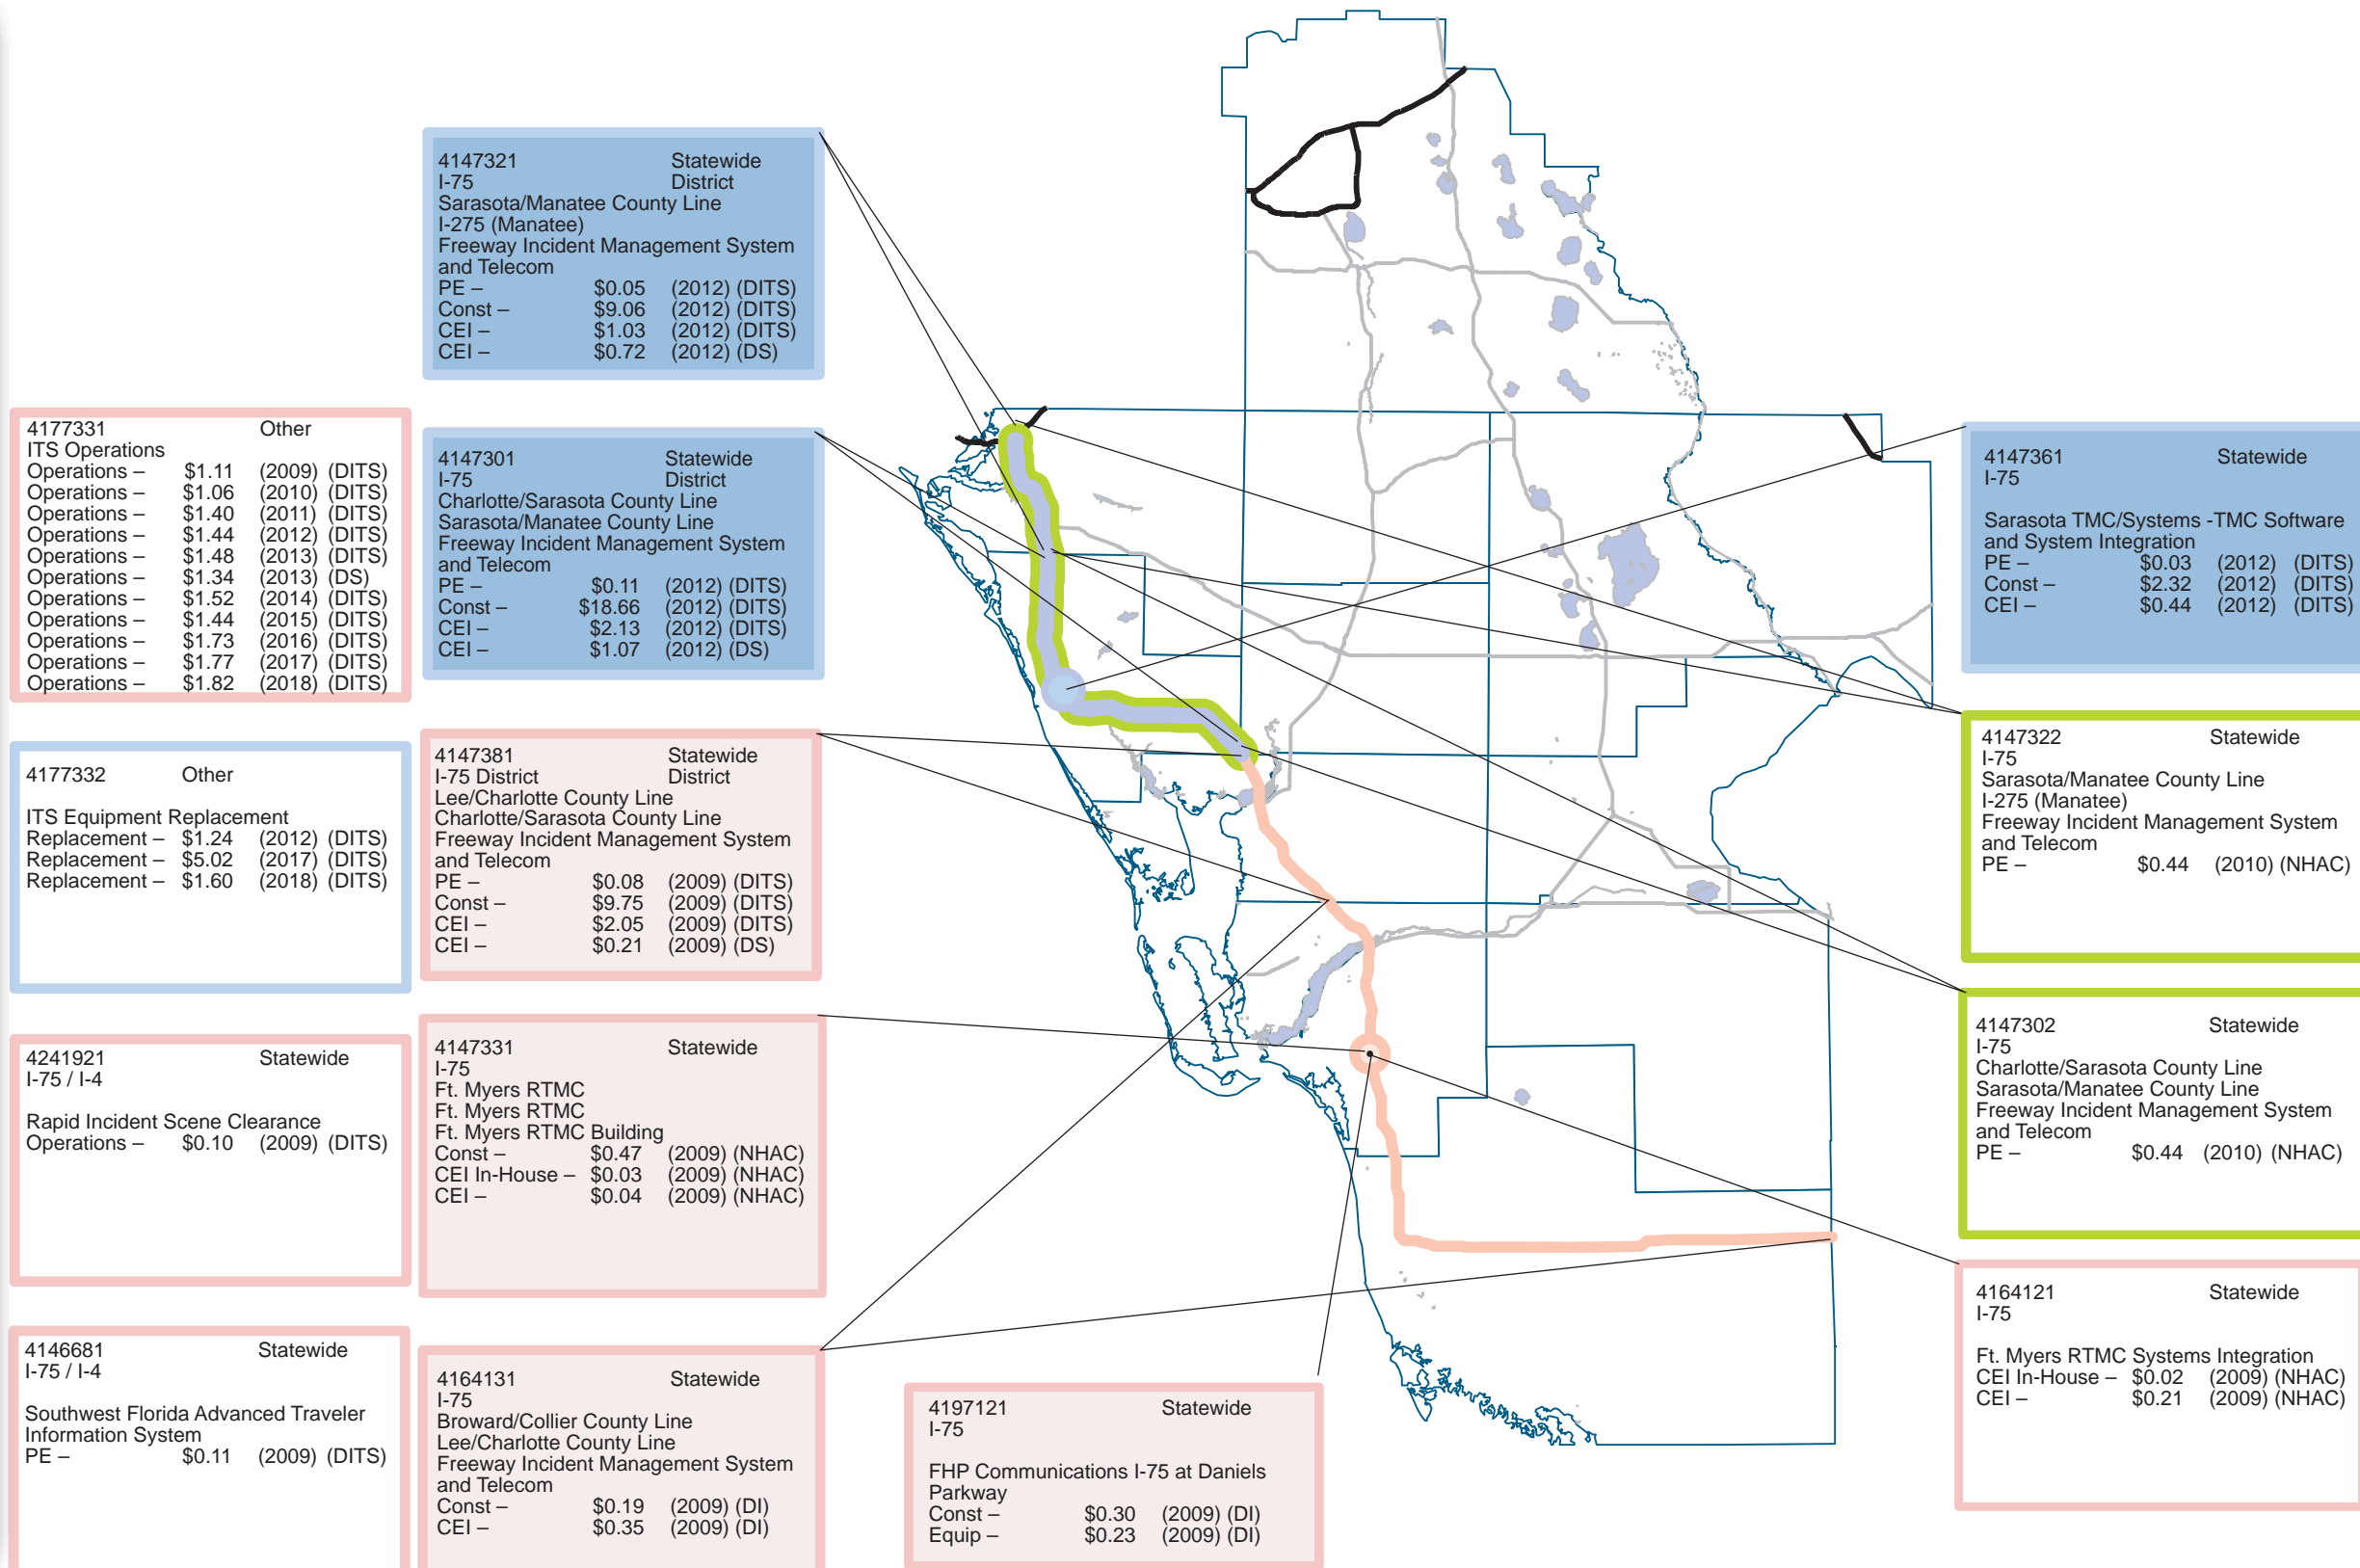 4147321 Statewide
I-75 District
Sarasota/Manatee County Line
I-275 (Manatee)
Freeway Incident Management System
and Telecom
PE – $0.05 (2012) (DITS)
Const – $9.06 (2012) (DITS)
CEI – $1.03 (2012) (DITS)
CEI – $0.72 (2012) (DS)
4177331 Other
ITS Operations
Operations – $1.11 (2009) (DITS)
Operations – $1.06 (2010) (DITS)
Operations – $1.40 (2011) (DITS)
Operations – $1.44 (2012) (DITS)
Operations – $1.48 (2013) (DITS)
Operations – $1.34 (2013) (DS)
Operations – $1.52 (2014) (DITS)
Operations – $1.44 (2015) (DITS)
Operations – $1.73 (2016) (DITS)
Operations – $1.77 (2017) (DITS)
Operations – $1.82 (2018) (DITS)
4147301 Statewide
I-75 District
Charlotte/Sarasota County Line
Sarasota/Manatee County Line
Freeway Incident Management System
and Telecom
PE – $0.11 (2012) (DITS)
Const – $18.66 (2012) (DITS)
CEI – $2.13 (2012) (DITS)
CEI – $1.07 (2012) (DS)
4147361 Statewide
I-75
Sarasota TMC/Systems -TMC Software
and System Integration
PE – $0.03 (2012) (DITS)
Const – $2.32 (2012) (DITS)
CEI – $0.44 (2012) (DITS)
4177332 Other
ITS Equipment Replacement
Replacement – $1.24 (2012) (DITS)
Replacement – $5.02 (2017) (DITS)
Replacement – $1.60 (2018) (DITS)
4147381 Statewide
I-75 District District
Lee/Charlotte County Line
Charlotte/Sarasota County Line
Freeway Incident Management System
and Telecom
PE – $0.08 (2009) (DITS)
Const – $9.75 (2009) (DITS)
CEI – $2.05 (2009) (DITS)
CEI – $0.21 (2009) (DS)
4147322 Statewide
I-75
Sarasota/Manatee County Line
I-275 (Manatee)
Freeway Incident Management System
and Telecom
PE – $0.44 (2010) (NHAC)
4241921 Statewide
I-75 / I-4
Rapid Incident Scene Clearance
Operations – $0.10 (2009) (DITS)
4147331 Statewide
I-75
Ft. Myers RTMC
Ft. Myers RTMC
Ft. Myers RTMC Building
Const – $0.47 (2009) (NHAC)
CEI In-House – $0.03 (2009) (NHAC)
CEI – $0.04 (2009) (NHAC)
4147302 Statewide
I-75
Charlotte/Sarasota County Line
Sarasota/Manatee County Line
Freeway Incident Management System
and Telecom
PE – $0.44 (2010) (NHAC)
4146681 Statewide
I-75 / I-4
Southwest Florida Advanced Traveler
Information System
PE – $0.11 (2009) (DITS)
4164131 Statewide
I-75
Broward/Collier County Line
Lee/Charlotte County Line
Freeway Incident Management System
and Telecom
Const – $0.19 (2009) (DI)
CEI – $0.35 (2009) (DI)
4197121 Statewide
I-75
FHP Communications I-75 at Daniels
Parkway
Const – $0.30 (2009) (DI)
Equip – $0.23 (2009) (DI)
4164121 Statewide
I-75
Ft. Myers RTMC Systems Integration
CEI In-House – $0.02 (2009) (NHAC)
CEI – $0.21 (2009) (NHAC)